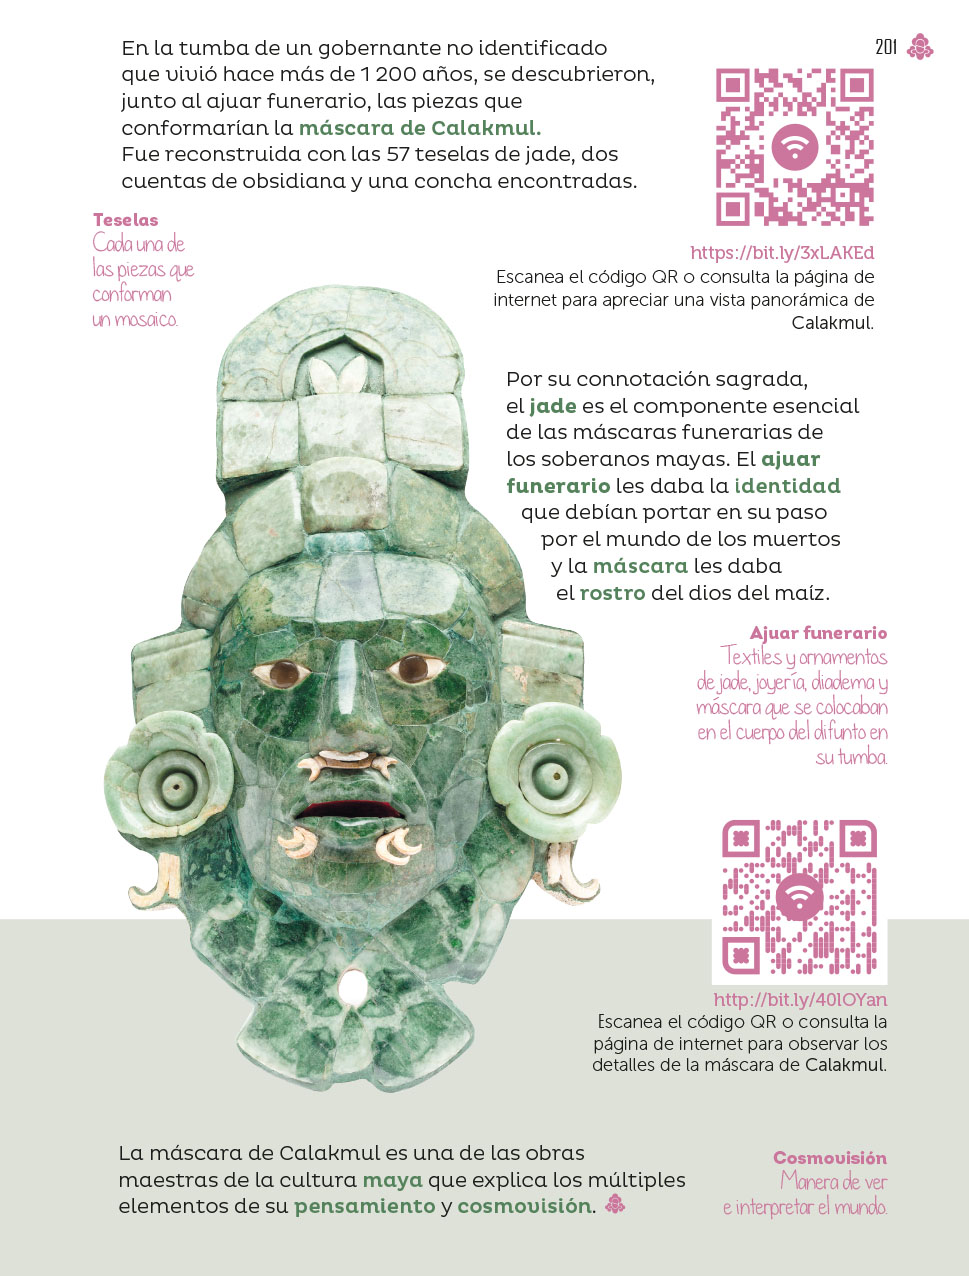 201
En la tumba de un gobernante no identificado
que vivió hace más de 1 200 años, se descubrieron,
junto al ajuar funerario, las piezas que
conformarían la máscara de Calakmul.
Fue reconstruida con las 57 teselas de jade, dos
cuentas de obsidiana y una concha encontradas.
Teselas
Cada una de
las piezas que
conforman
un mosaico.
https://bit.ly/3xLAKEd
Escanea el código QR o consulta la página de
internet para apreciar una vista panorámica de
Calakmul.
Por su connotación sagrada,
el jade es el componente esencial
de las máscaras funerarias de
los soberanos mayas. El ajuar
funerario les daba la identidad
que debían portar en su paso
por el mundo de los muertos
y la máscara les daba
el rostro del dios del maíz.
Ajuar funerario
Textiles y ornamentos
de jade, joyería, diadema y
máscara que se colocaban
en el cuerpo del difunto en
su tumba.
http://bit.ly/40lOYan
Escanea el código QR o consulta la
página de internet para observar los
detalles de la máscara de Calakmul.
La máscara de Calakmul es una de las obras
maestras de la cultura maya que explica los múltiples
elementos de su pensamiento y cosmovisión.
Cosmovisión
Manera de ver
e interpretar el mundo.